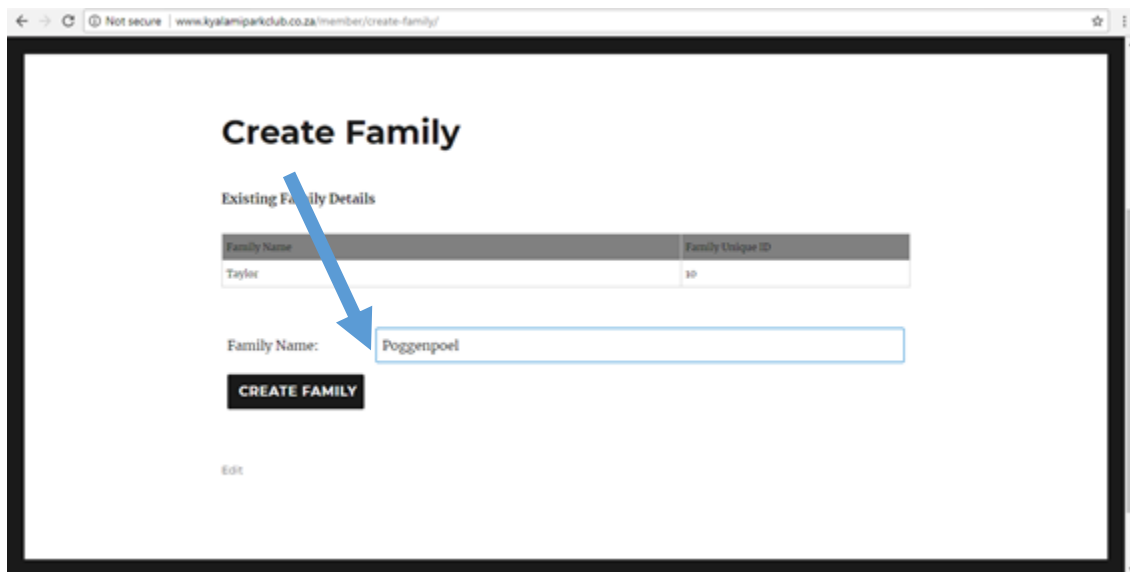 Not secure | www.kyalamiparkclub.co.za/member/create-family/
Create Family
Existing Family Details
Family Name Family Unique ID
Taylor 10
Family Name: Poggenpoel
CREATE FAMILY
Edit